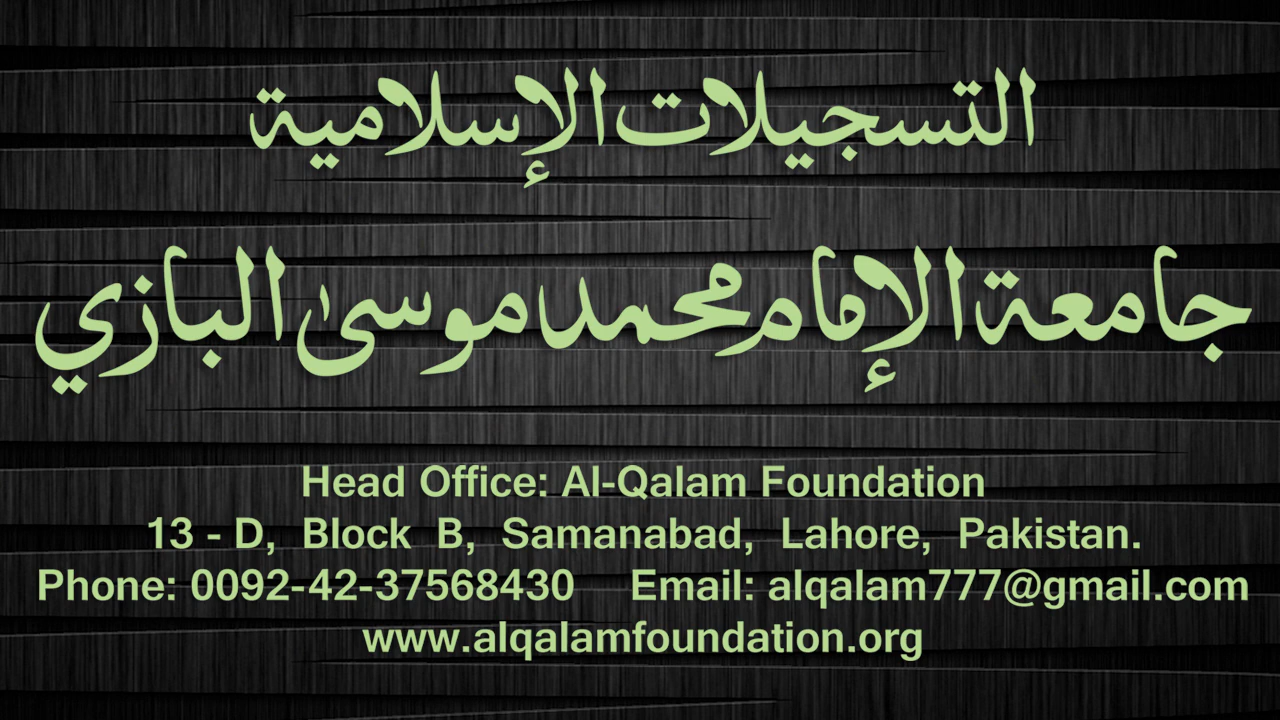 التسجيلات الإسلامية
جامعة الإمام محمد موسىٰ البازي
Head Office: Al-Qalam Foundation
13 - D, Block B, Samanabad, Lahore, Pakistan.
Phone: 0092-42-37568430 Email: alqalam777@gmail.com
www.alqalamfoundation.org